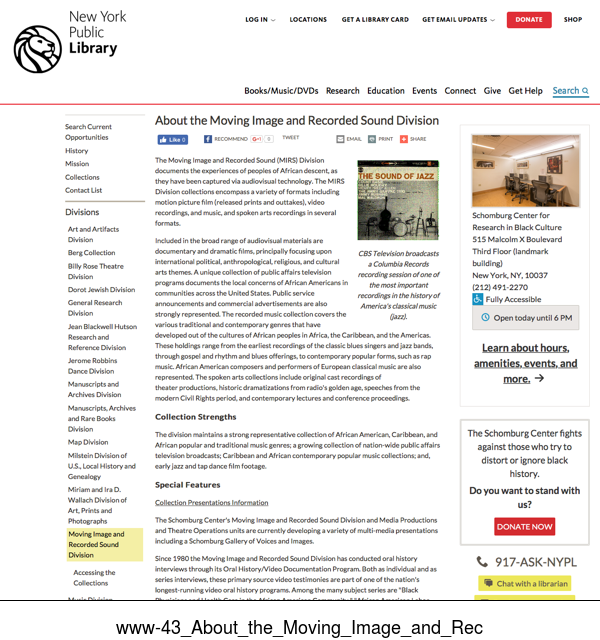 New York
Public
Library
LOG IN
LOCATIONS
GET A LIBRARY CARD
GET EMAIL UPDATES
DONATE
SHOP
Books/Music/DVDs
Research
Education
Events
Connect
Give
Get Help
Search
Search Current
Opportunities
History
Mission
Collections
Contact List
Divisions
Art and Artifacts
Division
Berg Collection
Billy Rose Theatre
Division
Dorot Jewish Division
General Research
Division
Jean Blackwell Hutson
Research and
Reference Division
Jerome Robbins
Dance Division
Manuscripts and
Archives Division
Manuscripts, Archives
and Rare Books
Division
Map Division
Milstein Division of
U.S., Local History and
Genealogy
Miriam and Ira D.
Wallach Division of
Art, Prints and
Photographs
Moving Image and
Recorded Sound
Division
Accessing the
Collections
Music Division
About the Moving Image and Recorded Sound Division
Like 0
RECOMMEND
G+1 0
TWEET
EMAIL
PRINT
SHARE
The Moving Image and Recorded Sound (MIRS) Division
documents the experiences of peoples of African descent, as
they have been captured via audiovisual technology. The MIRS
Division collections encompass a variety of formats including
motion picture film (released prints and outtakes), video
recordings, and music, and spoken arts recordings in several
formats.
THE SOUND OF JAZZ
CBS Television broadcasts
a Columbia Records
recording session of one of
the most important
recordings in the history of
America's classical music
(jazz).
Included in the broad range of audiovisual materials are
documentary and dramatic films, principally focusing upon
international political, anthropological, religious, and cultural
arts themes. A unique collection of public affairs television
programs documents the local concerns of African Americans in
communities across the United States. Public service
announcements and commercial advertisements are also
strongly represented. The recorded music collection covers the
various traditional and contemporary genres that have
developed out of the cultures of African peoples in Africa, the Caribbean, and the Americas.
These holdings range from the earliest recordings of the classic blues singers and jazz bands,
through gospel and rhythm and blues offerings, to contemporary popular forms, such as rap
music. African American composers and performers of European classical music are also
represented. The spoken arts collections include original cast recordings of
theater productions, historic dramatizations from radio's golden age, speeches from the
modern Civil Rights period, and contemporary lectures and conference proceedings.
Collection Strengths
The division maintains a strong representative collection of African American, Caribbean, and
African popular and traditional music genres; a growing collection of nation-wide public affairs
television broadcasts; Caribbean and African contemporary popular music collections; and,
early jazz and tap dance film footage.
Special Features
Collection Presentations Information
The Schomburg Center's Moving Image and Recorded Sound Division and Media Productions
and Theatre Operations units are currently developing a variety of multi-media presentations
including a Schomburg Gallery of Voices and Images.
Since 1980 the Moving Image and Recorded Sound Division has conducted oral history
interviews through its Oral History/Video Documentation Program. Both as individual and as
series interviews, these primary source video testimonies are part of one of the nation's
longest-running video oral history programs. Among the many subject series are "Black
Schomburg Center for
Research in Black Culture
515 Malcolm X Boulevard
Third Floor (landmark
building)
New York, NY, 10037
(212) 491-2270
Fully Accessible
Open today until 6 PM
Learn about hours,
amenities, events, and
more. →
The Schomburg Center fights
against those who try to
distort or ignore black
history.
Do you want to stand with
us?
DONATE NOW
917-ASK-NYPL
Chat with a librarian
www-43_About_the_Moving_Image_and_Rec